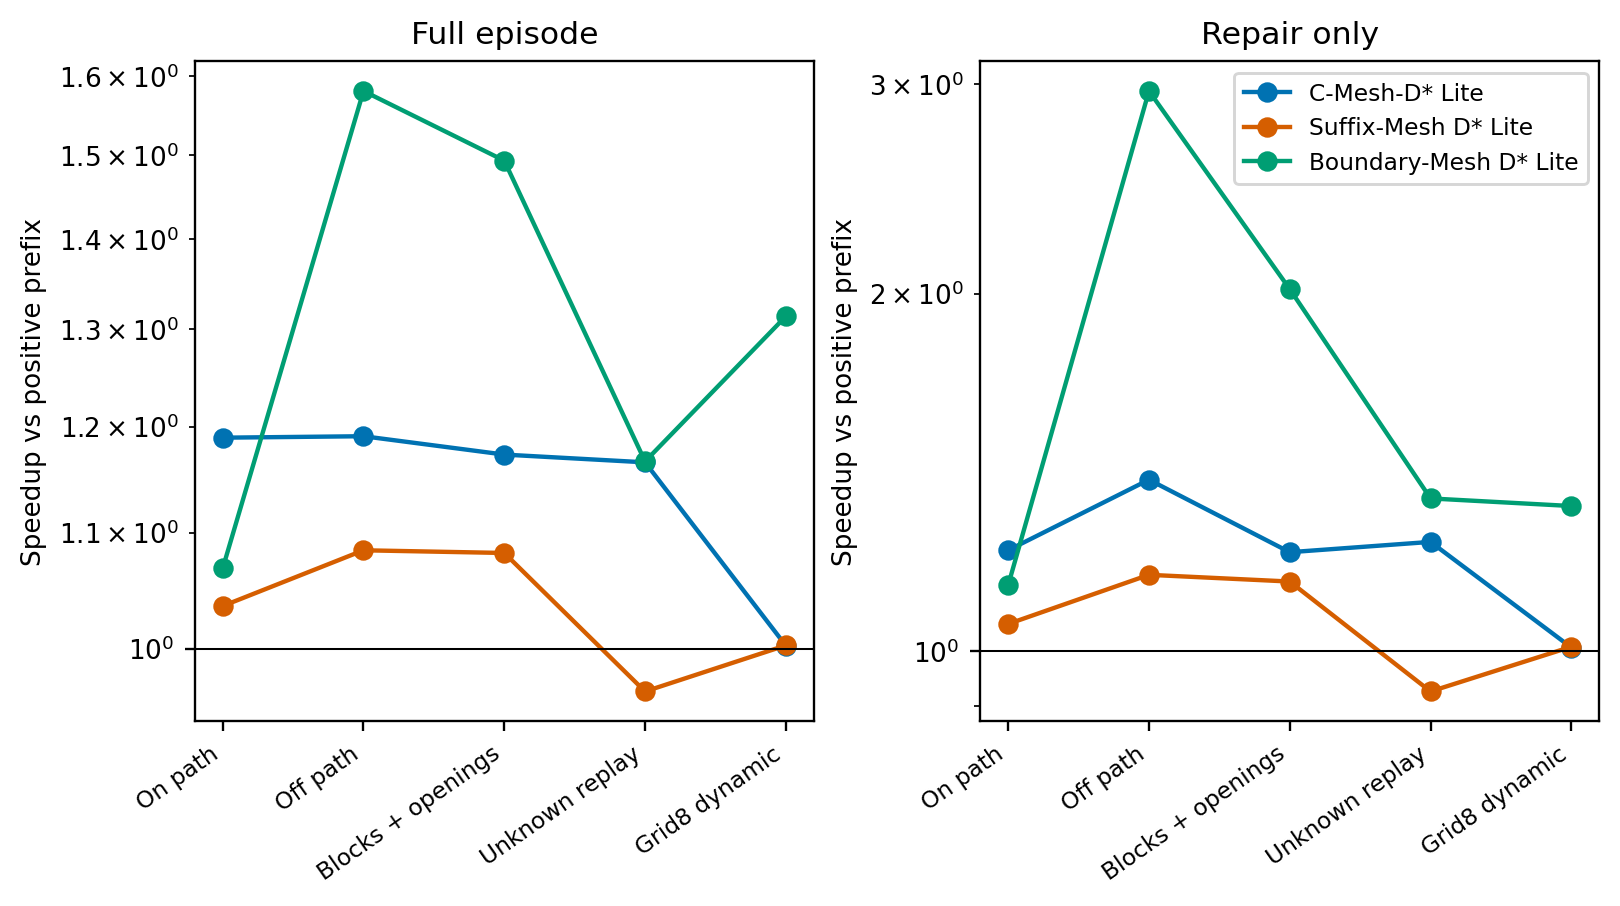 Full episode
Speedup vs positive prefix
1.6 × 10⁰
1.5 × 10⁰
1.4 × 10⁰
1.3 × 10⁰
1.2 × 10⁰
1.1 × 10⁰
10⁰
On path
Off path
Blocks + openings
Unknown replay
Grid8 dynamic
Repair only
Speedup vs positive prefix
3 × 10⁰
2 × 10⁰
10⁰
C-Mesh-D* Lite
Suffix-Mesh D* Lite
Boundary-Mesh D* Lite
On path
Off path
Blocks + openings
Unknown replay
Grid8 dynamic